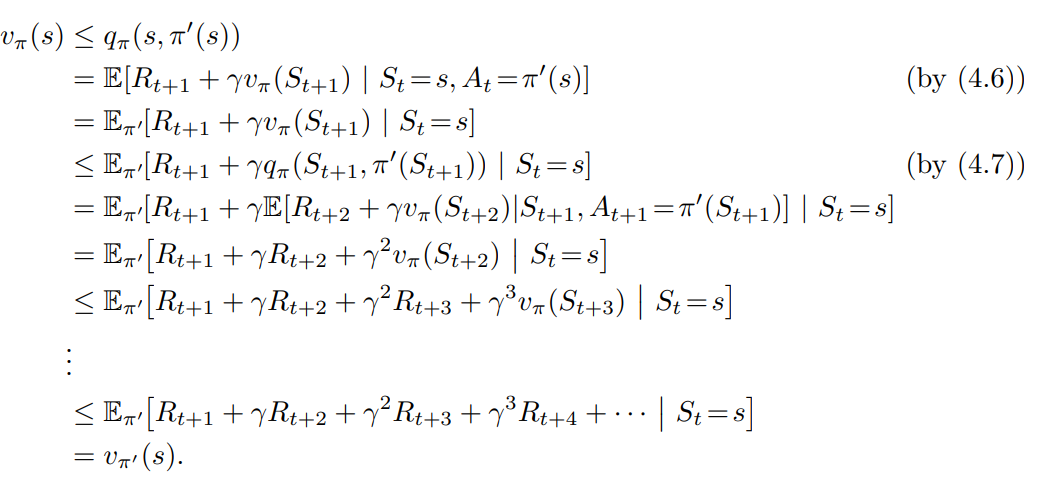 v_π(s) ≤ q_π(s, π′(s))
= 𝔼[R_{t+1} + γv_π(S_{t+1}) | S_t = s, A_t = π′(s)] (by (4.6))
= 𝔼_{π′}[R_{t+1} + γv_π(S_{t+1}) | S_t = s]
≤ 𝔼_{π′}[R_{t+1} + γq_π(S_{t+1}, π′(S_{t+1})) | S_t = s] (by (4.7))
= 𝔼_{π′}[R_{t+1} + γ𝔼[R_{t+2} + γv_π(S_{t+2})|S_{t+1}, A_{t+1} = π′(S_{t+1})] | S_t = s]
= 𝔼_{π′}[R_{t+1} + γR_{t+2} + γ²v_π(S_{t+2}) | S_t = s]
≤ 𝔼_{π′}[R_{t+1} + γR_{t+2} + γ²R_{t+3} + γ³v_π(S_{t+3}) | S_t = s]
⋮
≤ 𝔼_{π′}[R_{t+1} + γR_{t+2} + γ²R_{t+3} + γ³R_{t+4} + ⋯ | S_t = s]
= v_{π′}(s).